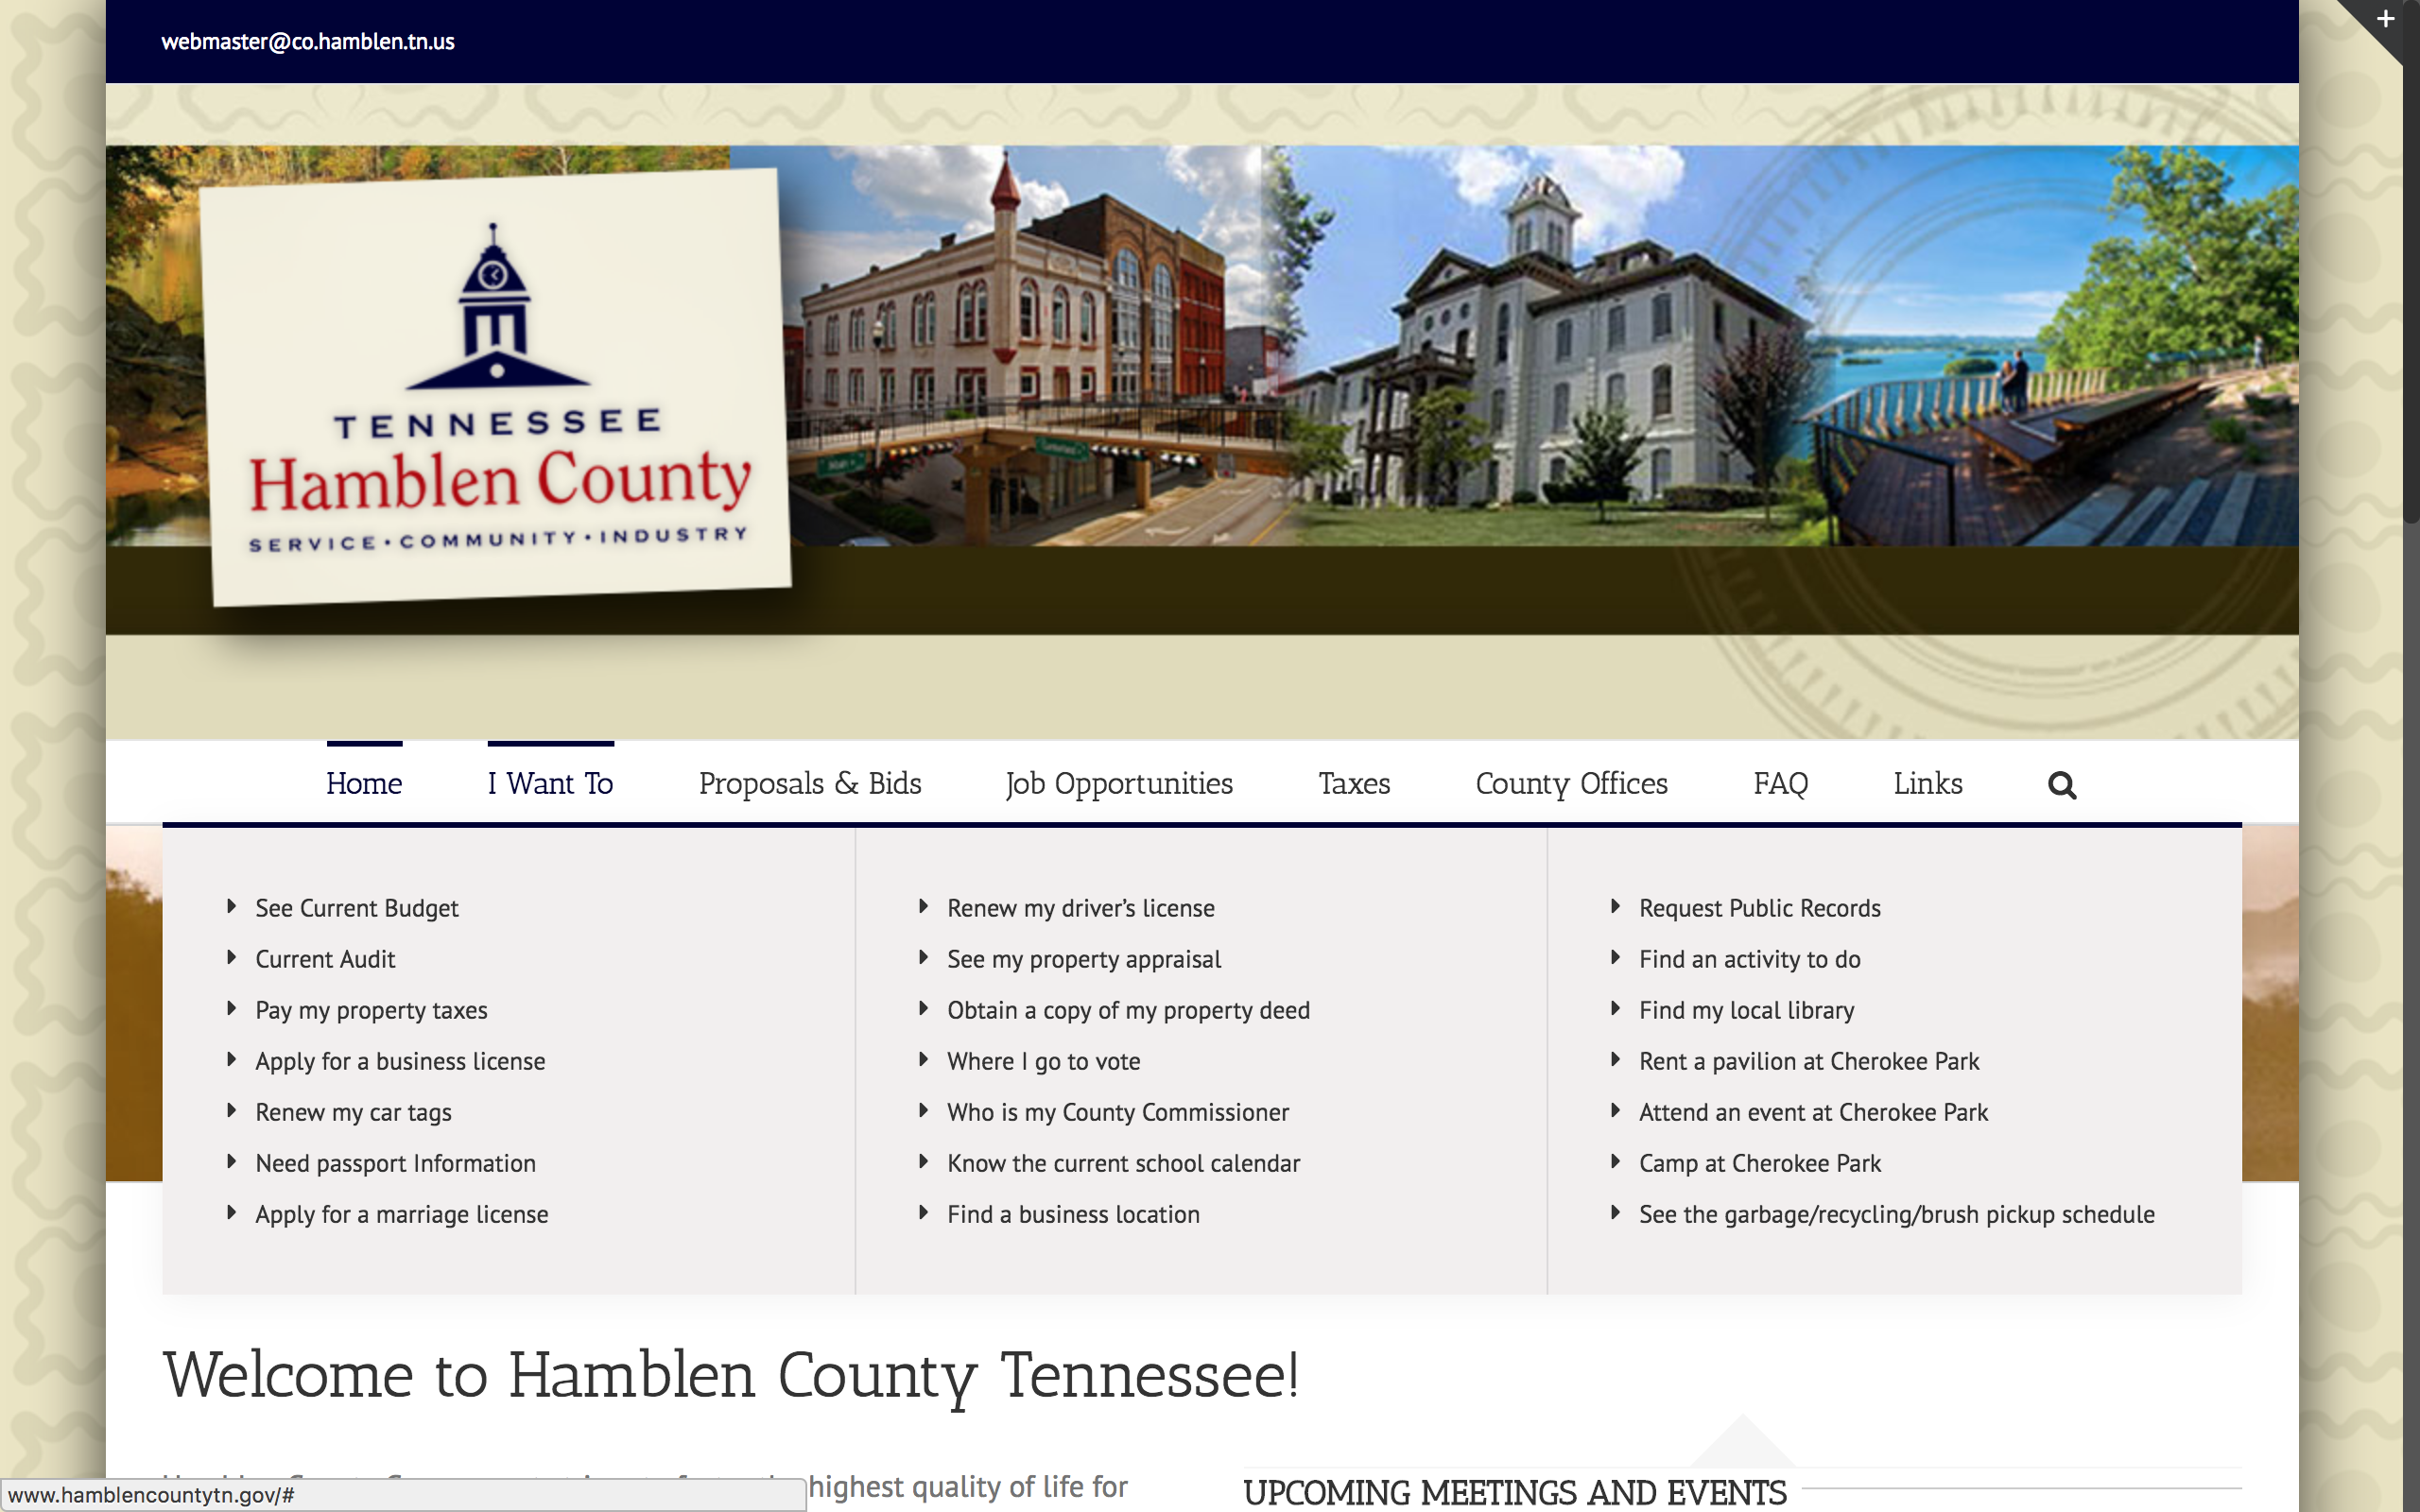 webmaster@co.hamblen.tn.us
TENNESSEE
Hamblen County
SERVICE • COMMUNITY • INDUSTRY
Home I Want To Proposals & Bids Job Opportunities Taxes County Offices FAQ Links
See Current Budget
Current Audit
Pay my property taxes
Apply for a business license
Renew my car tags
Need passport Information
Apply for a marriage license
Renew my driver’s license
See my property appraisal
Obtain a copy of my property deed
Where I go to vote
Who is my County Commissioner
Know the current school calendar
Find a business location
Request Public Records
Find an activity to do
Find my local library
Rent a pavilion at Cherokee Park
Attend an event at Cherokee Park
Camp at Cherokee Park
See the garbage/recycling/brush pickup schedule
Welcome to Hamblen County Tennessee!
highest quality of life for
UPCOMING MEETINGS AND EVENTS
www.hamblencountytn.gov/#